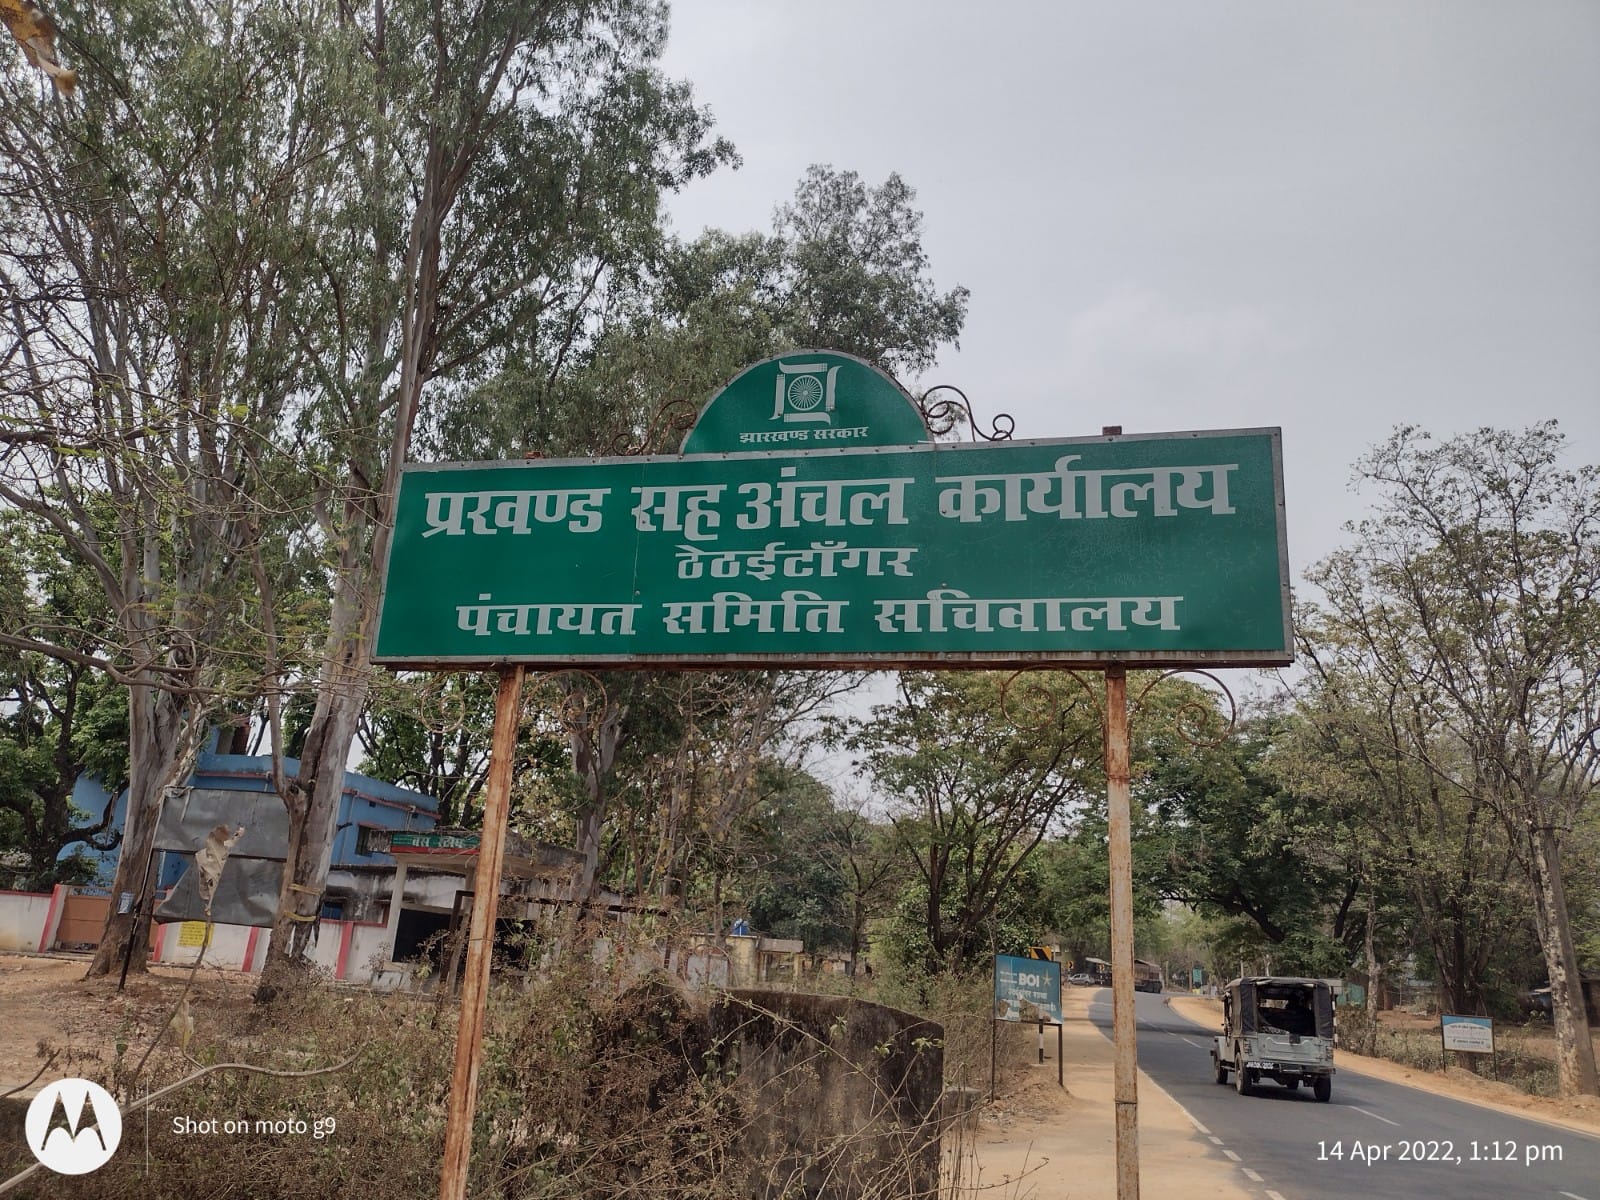 झारखण्ड सरकार
प्रखण्ड सह अंचल कार्यालय
ठेठईटाँगर
पंचायत समिति सचिवालय
BOI
Shot on moto g9
14 Apr 2022, 1:12 pm